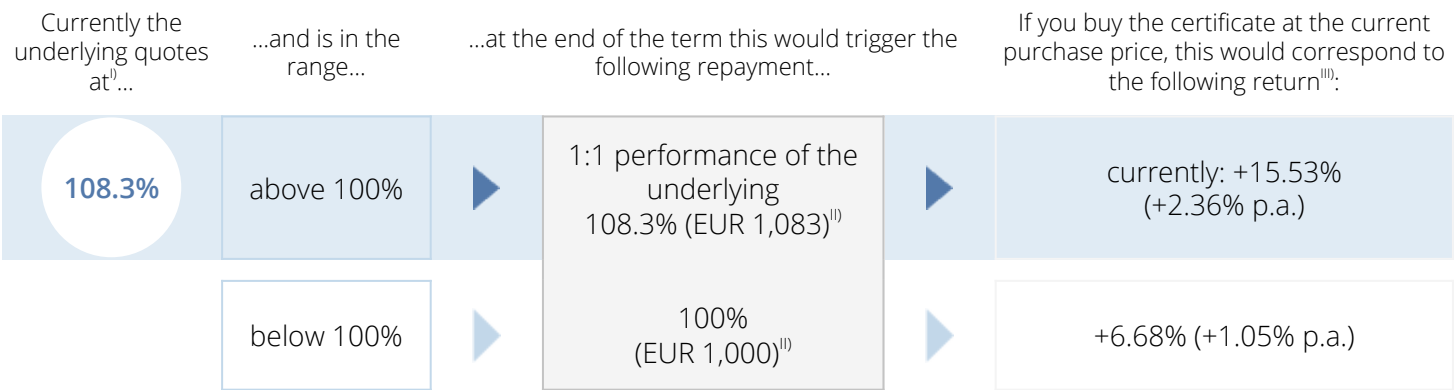 Currently the
underlying quotes
at^I)...
...and is in the
range...
...at the end of the term this would trigger the
following repayment...
If you buy the certificate at the current
purchase price, this would correspond to
the following return^III):
108.3%
above 100%
1:1 performance of the
underlying
108.3% (EUR 1,083)^II)
currently: +15.53%
(+2.36% p.a.)
below 100%
100%
(EUR 1,000)^II)
+6.68% (+1.05% p.a.)